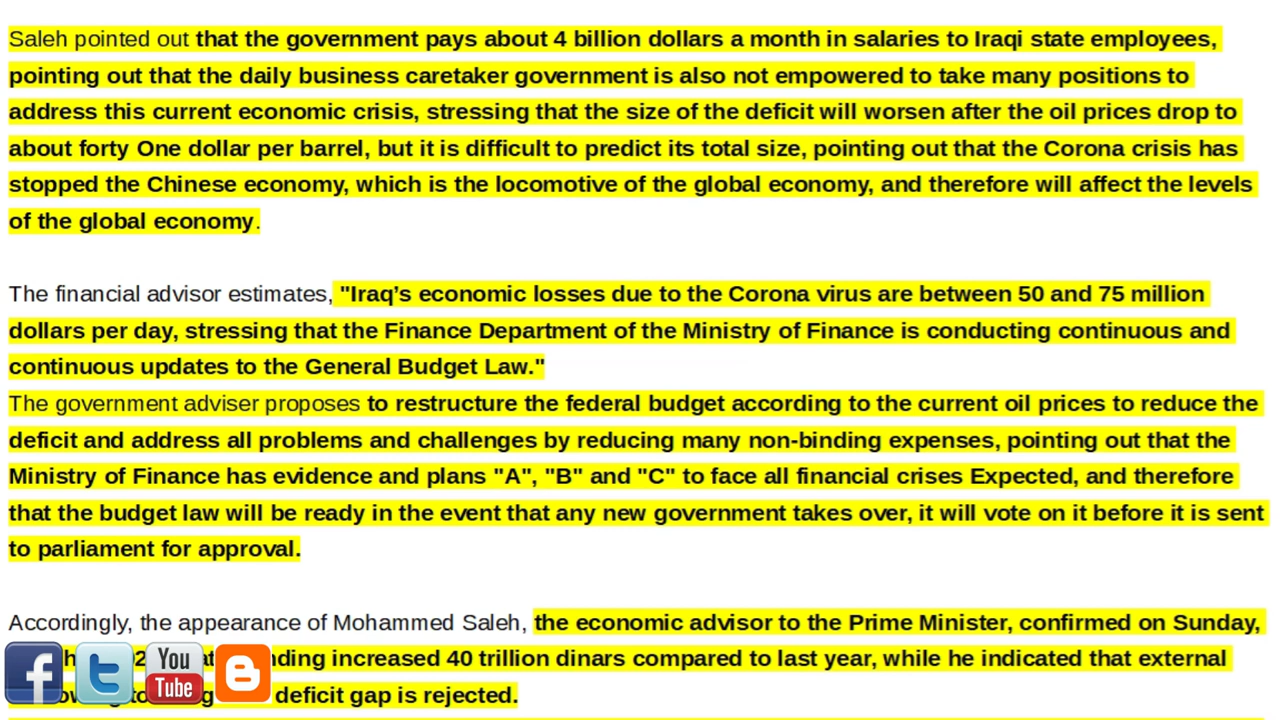 Saleh pointed out that the government pays about 4 billion dollars a month in salaries to Iraqi state employees,
pointing out that the daily business caretaker government is also not empowered to take many positions to
address this current economic crisis, stressing that the size of the deficit will worsen after the oil prices drop to
about forty One dollar per barrel, but it is difficult to predict its total size, pointing out that the Corona crisis has
stopped the Chinese economy, which is the locomotive of the global economy, and therefore will affect the levels
of the global economy.
The financial advisor estimates, "Iraq’s economic losses due to the Corona virus are between 50 and 75 million
dollars per day, stressing that the Finance Department of the Ministry of Finance is conducting continuous and
continuous updates to the General Budget Law."
The government adviser proposes to restructure the federal budget according to the current oil prices to reduce the
deficit and address all problems and challenges by reducing many non-binding expenses, pointing out that the
Ministry of Finance has evidence and plans "A", "B" and "C" to face all financial crises Expected, and therefore
that the budget law will be ready in the event that any new government takes over, it will vote on it before it is sent
to parliament for approval.
Accordingly, the appearance of Mohammed Saleh, the economic advisor to the Prime Minister, confirmed on Sunday,
increased 40 trillion dinars compared to last year, while he indicated that external
deficit gap is rejected.
f t You Tube B